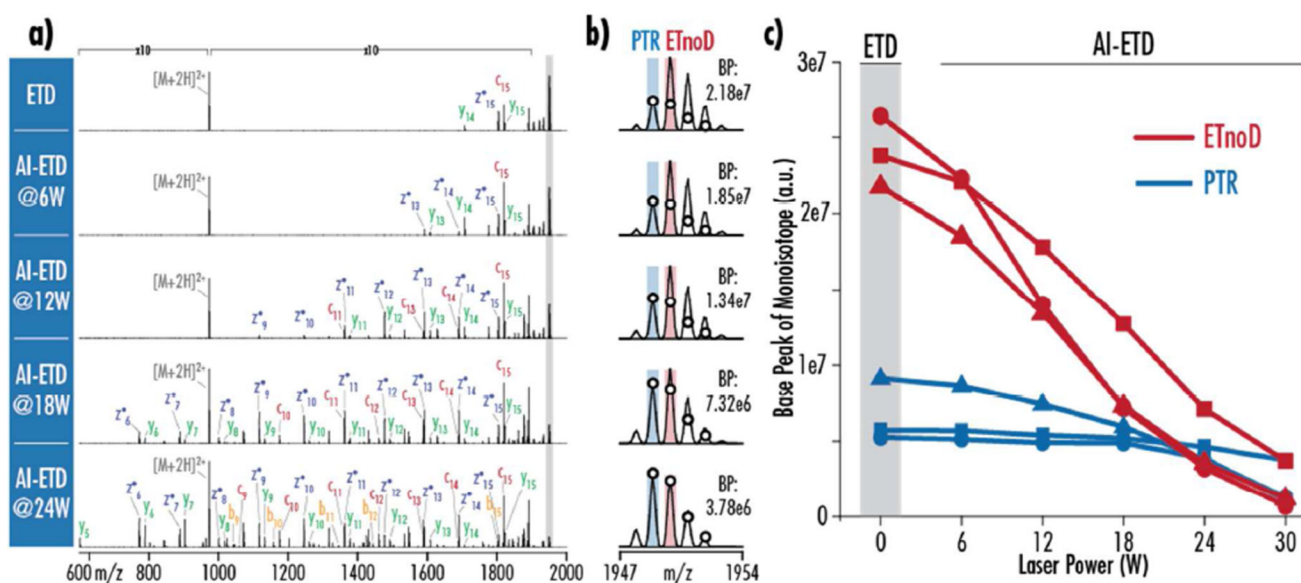 a)
x10 x10
ETD
[M+2H]²⁺
y₁₄ z•₁₅ c₁₅ y₁₅
AI-ETD
@6W
[M+2H]²⁺
z•₁₃ y₁₃ z•₁₄ y₁₄ z•₁₅ c₁₅ y₁₅
AI-ETD
@12W
[M+2H]²⁺
z•₉ z•₁₀ c₁₁ z•₁₁ y₁₁ z•₁₂ y₁₂ c₁₃ z•₁₃ y₁₃ c₁₄ z•₁₄ y₁₄ z•₁₅ c₁₅ y₁₅
AI-ETD
@18W
[M+2H]²⁺
z•₆ y₆ z•₇ y₇ z•₈ y₈ z•₉ y₉ c₁₀ z•₁₀ y₁₀ c₁₁ z•₁₁ y₁₁ c₁₂ z•₁₂ y₁₂ c₁₃ z•₁₃ y₁₃ c₁₄ z•₁₄ y₁₄ z•₁₅ c₁₅ y₁₅
AI-ETD
@24W
[M+2H]²⁺
y₅ z•₆ y₆ z•₇ y₇ z•₈ y₈ b₉ c₉ z•₉ y₉ b₁₀ c₁₀ z•₁₀ y₁₀ b₁₁ c₁₁ z•₁₁ y₁₁ b₁₂ c₁₂ z•₁₂ y₁₂ c₁₃ z•₁₃ y₁₃ c₁₄ z•₁₄ y₁₄ b₁₅ z•₁₅ c₁₅ y₁₅
600 m/z 800 1000 1200 1400 1600 1800 2000
b)
PTR ETnoD
BP:
2.18e7
BP:
1.85e7
BP:
1.34e7
BP:
7.32e6
BP:
3.78e6
1947 m/z 1954
c)
ETD AI-ETD
3e7
2e7
1e7
0
Base Peak of Monoisotope (a.u.)
ETnoD
PTR
0 6 12 18 24 30
Laser Power (W)